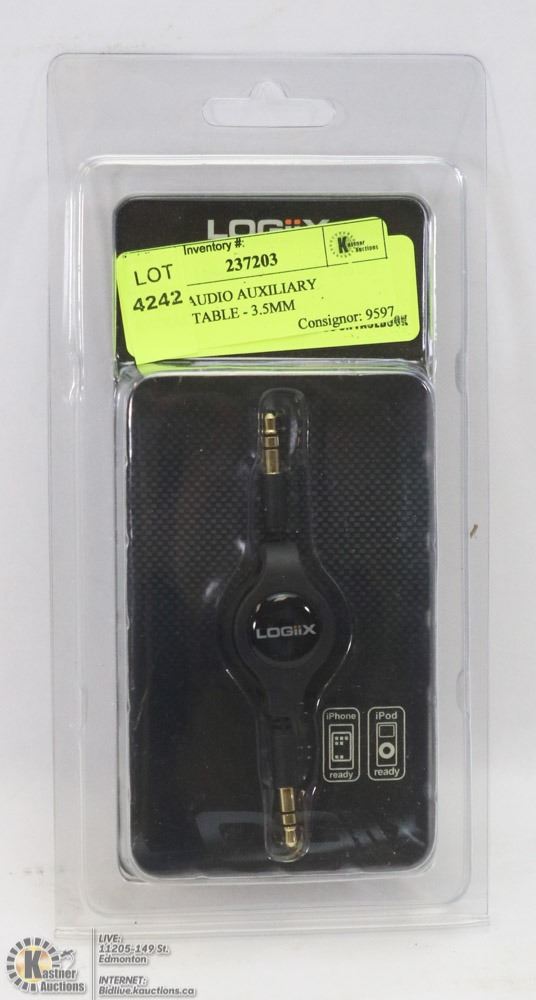 LOGiiX
Inventory #:
LOT
237203
Kastner Auctions
4242
AUDIO AUXILIARY
TABLE - 3.5MM
Consignor: 9597
LOGiiX
iPhone
iPod
ready
ready
LIVE:
11205-149 St.
Edmonton
INTERNET:
Bidlive.kauctions.ca
Kastner
Auctions